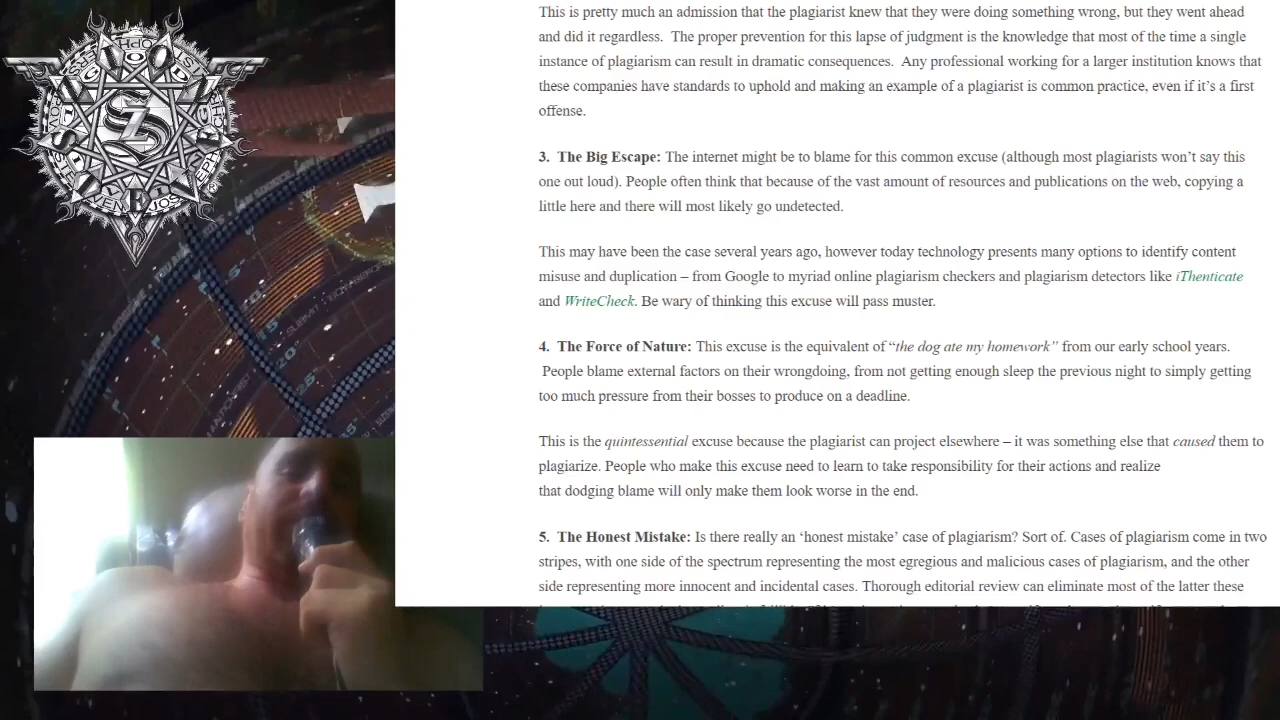 This is pretty much an admission that the plagiarist knew that they were doing something wrong, but they went ahead
and did it regardless.  The proper prevention for this lapse of judgment is the knowledge that most of the time a single
instance of plagiarism can result in dramatic consequences.  Any professional working for a larger institution knows that
these companies have standards to uphold and making an example of a plagiarist is common practice, even if it’s a first
offense.
3.  The Big Escape: The internet might be to blame for this common excuse (although most plagiarists won’t say this
one out loud). People often think that because of the vast amount of resources and publications on the web, copying a
little here and there will most likely go undetected.
This may have been the case several years ago, however today technology presents many options to identify content
misuse and duplication – from Google to myriad online plagiarism checkers and plagiarism detectors like iThenticate
and WriteCheck. Be wary of thinking this excuse will pass muster.
4.  The Force of Nature: This excuse is the equivalent of “the dog ate my homework” from our early school years.
People blame external factors on their wrongdoing, from not getting enough sleep the previous night to simply getting
too much pressure from their bosses to produce on a deadline.
This is the quintessential excuse because the plagiarist can project elsewhere – it was something else that caused them to
plagiarize. People who make this excuse need to learn to take responsibility for their actions and realize
that dodging blame will only make them look worse in the end.
5.  The Honest Mistake: Is there really an ‘honest mistake’ case of plagiarism? Sort of. Cases of plagiarism come in two
stripes, with one side of the spectrum representing the most egregious and malicious cases of plagiarism, and the other
side representing more innocent and incidental cases. Thorough editorial review can eliminate most of the latter these